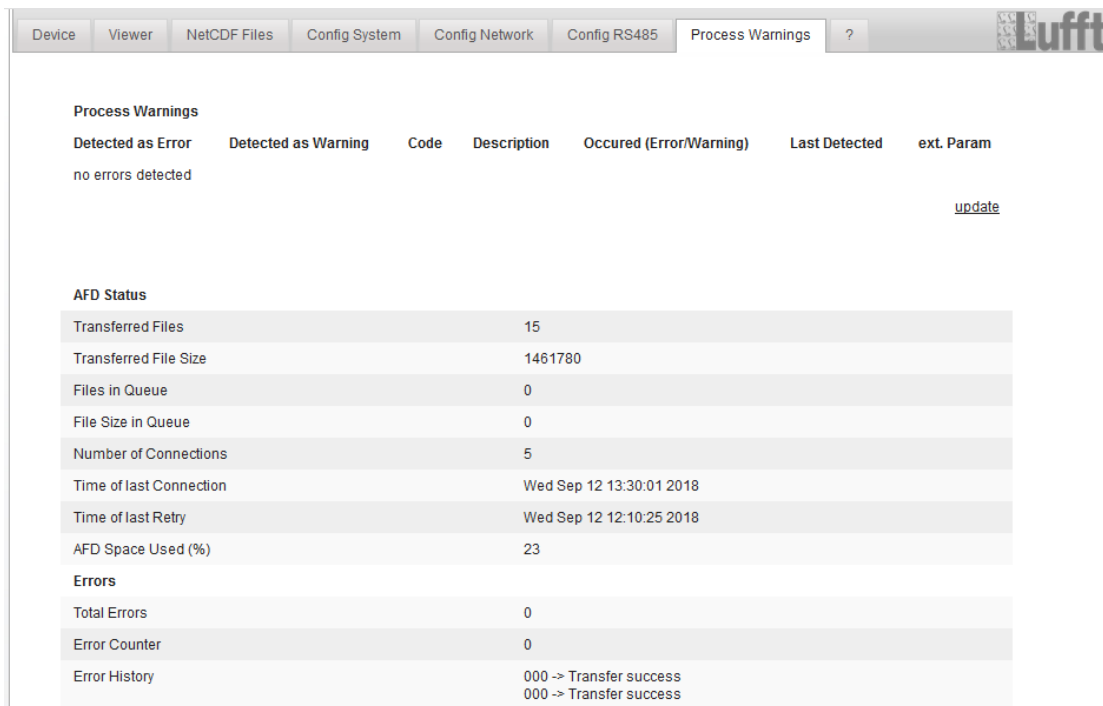 Device Viewer NetCDF Files Config System Config Network Config RS485 Process Warnings ? Lufft
Process Warnings
Detected as Error Detected as Warning Code Description Occured (Error/Warning) Last Detected ext. Param
no errors detected
update
AFD Status
Transferred Files 15
Transferred File Size 1461780
Files in Queue 0
File Size in Queue 0
Number of Connections 5
Time of last Connection Wed Sep 12 13:30:01 2018
Time of last Retry Wed Sep 12 12:10:25 2018
AFD Space Used (%) 23
Errors
Total Errors 0
Error Counter 0
Error History 000 -> Transfer success
000 -> Transfer success